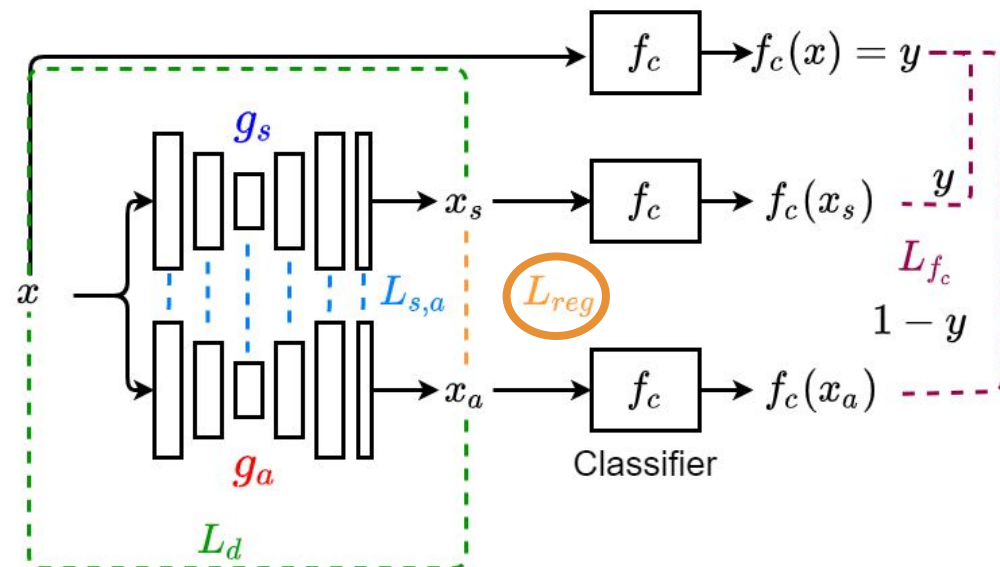 f_c
f_c(x) = y
g_s
x_s
f_c
f_c(x_s)
y
x
L_{s,a}
L_{reg}
L_{f_c}
1 − y
x_a
f_c
f_c(x_a)
g_a
Classifier
L_d